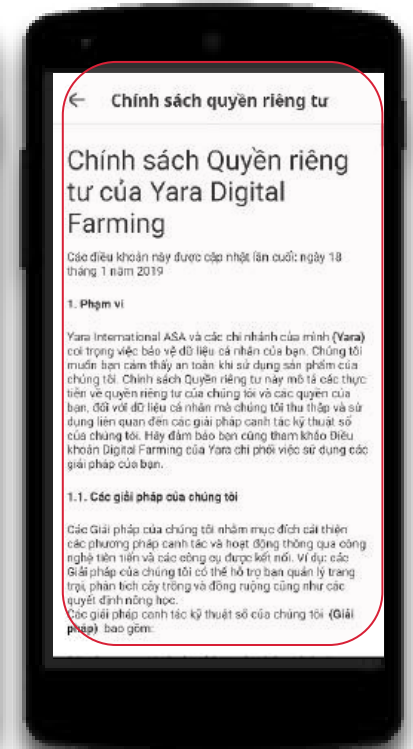 ← Chính sách quyền riêng tư
Chính sách Quyền riêng
tư của Yara Digital
Farming
Các điều khoản này được cập nhật lần cuối: ngày 18
tháng 1 năm 2019
1. Phạm vi
Yara International ASA và các chi nhánh của mình (Yara)
coi trọng việc bảo vệ dữ liệu cá nhân của bạn. Chúng tôi
muốn bạn cảm thấy an toàn khi sử dụng sản phẩm của
chúng tôi. Chính sách Quyền riêng tư này mô tả các thực
tiễn về quyền riêng tư của chúng tôi và các quyền của
bạn, đối với dữ liệu cá nhân mà chúng tôi thu thập và sử
dụng liên quan đến các giải pháp canh tác kỹ thuật số
của chúng tôi. Hãy đảm bảo bạn cũng tham khảo Điều
khoản Digital Farming của Yara chi phối việc sử dụng các
giải pháp của bạn.
1.1. Các giải pháp của chúng tôi
Các Giải pháp của chúng tôi nhằm mục đích cải thiện
các phương pháp canh tác và hoạt động thông qua công
nghệ tiên tiến và các công cụ được kết nối. Ví dụ: các
Giải pháp của chúng tôi có thể hỗ trợ bạn quản lý trang
trại, phân tích cây trồng và đồng ruộng cũng như các
quyết định nông học.
Các giải pháp canh tác kỹ thuật số của chúng tôi (Giải
pháp) bao gồm: